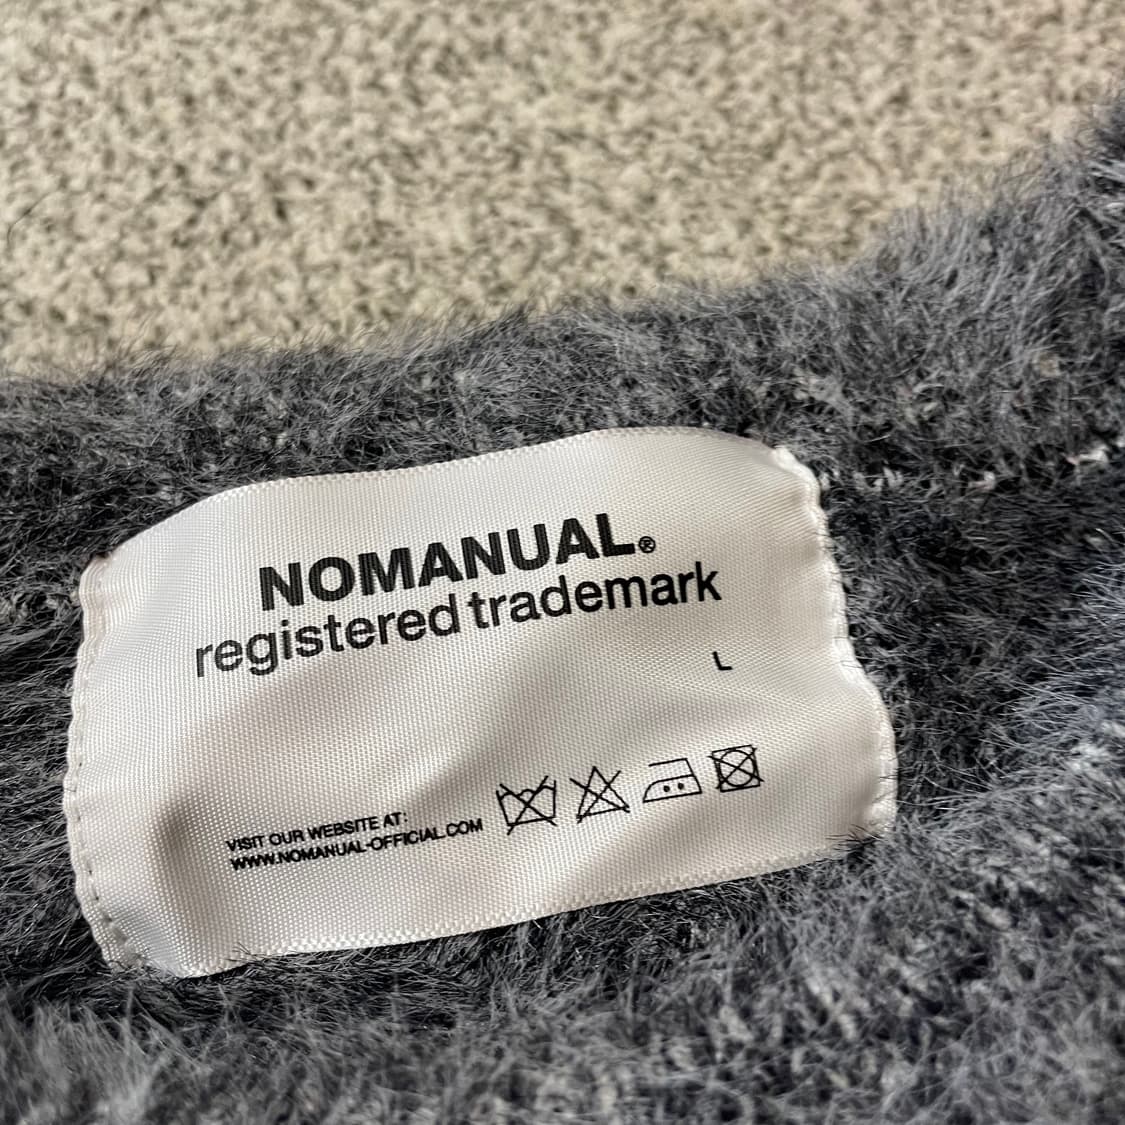 NOMANUAL.®
registered trademark
L
VISIT OUR WEBSITE AT:
WWW.NOMANUAL-OFFICIAL.COM